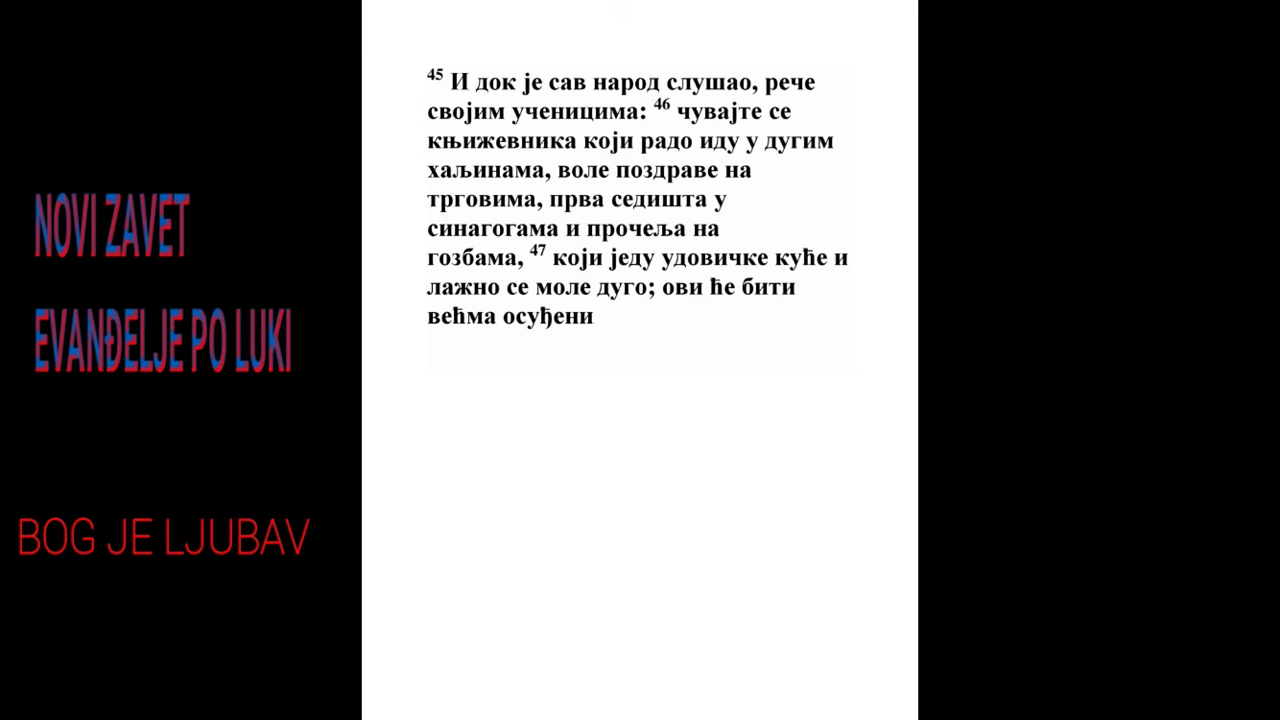 NOVI ZAVET
EVANĐELJE PO LUKI
BOG JE LJUBAV
45 И док је сав народ слушао, рече
својим ученицима: 46 чувајте се
књижевника који радо иду у дугим
хаљинама, воле поздраве на
трговима, прва седишта у
синагогама и прочеља на
гозбама, 47 који једу удовичке куће и
лажно се моле дуго; ови ће бити
већма осуђени